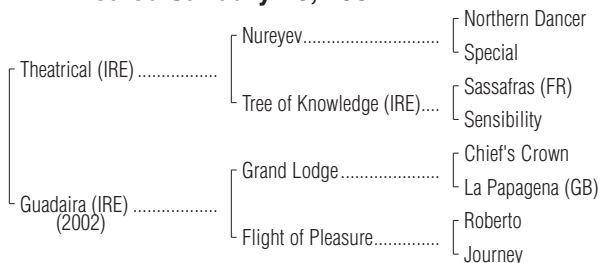 Northern Dancer
Nureyev
Special
Theatrical (IRE)
Sassafras (FR)
Tree of Knowledge (IRE)
Sensibility
Chief's Crown
Grand Lodge
La Papagena (GB)
Guadaira (IRE)
(2002)
Roberto
Flight of Pleasure
Journey